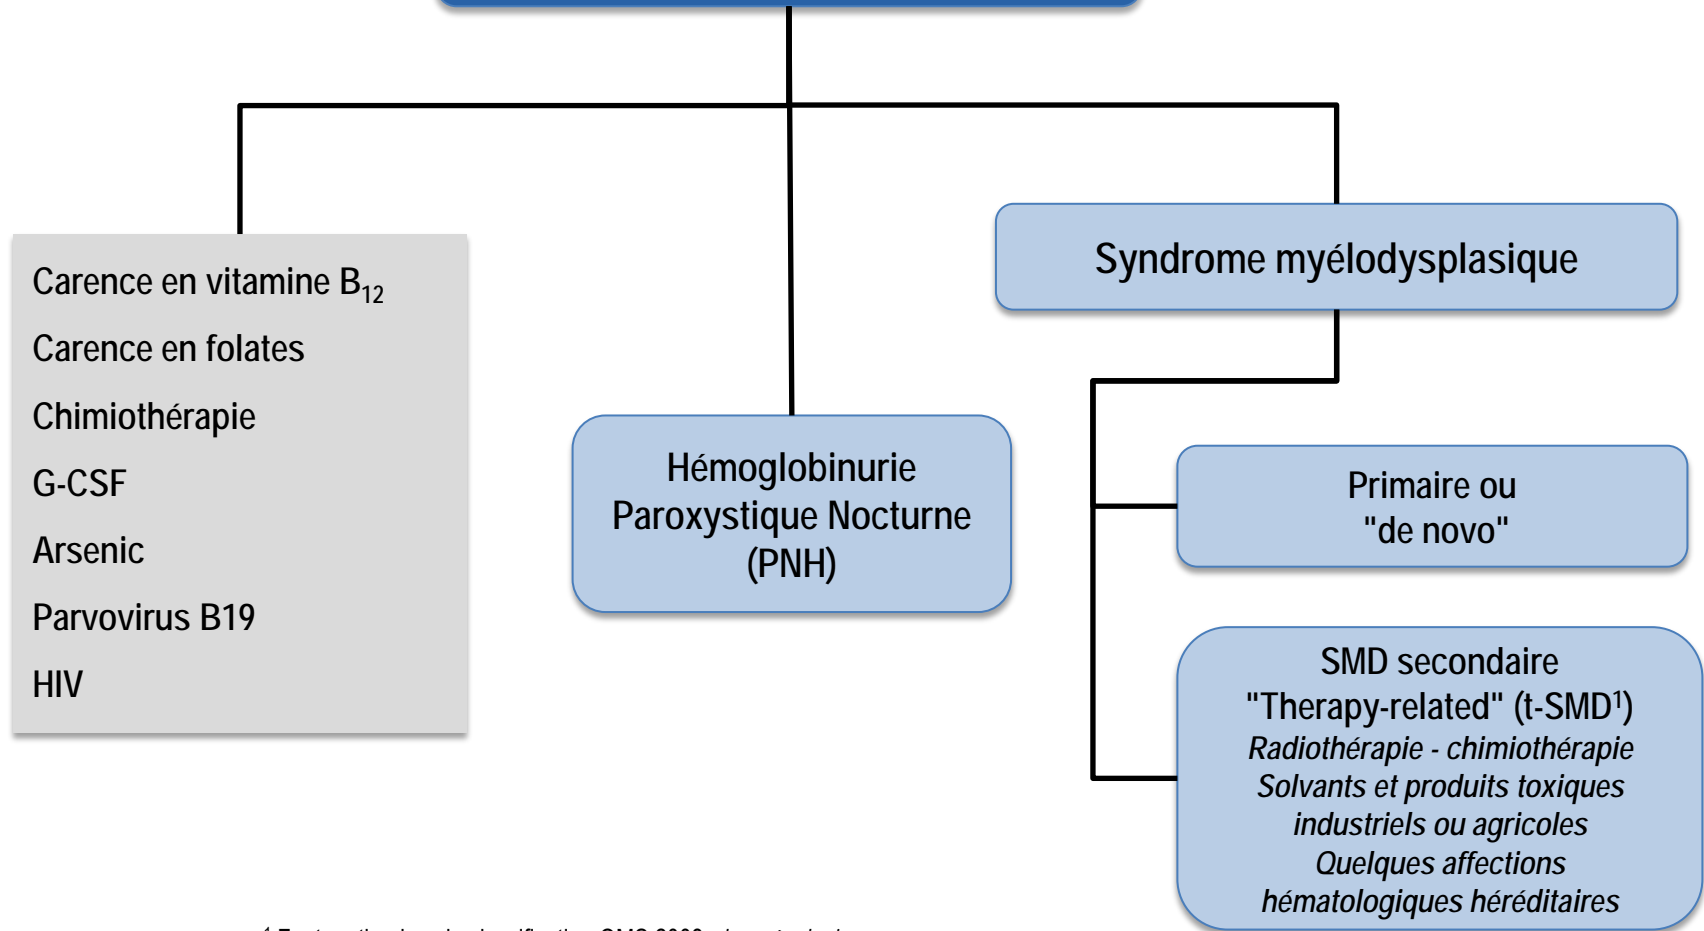 Carence en vitamine B12
Carence en folates
Chimiothérapie
G-CSF
Arsenic
Parvovirus B19
HIV
Hémoglobinurie
Paroxystique Nocturne
(PNH)
Syndrome myélodysplasique
Primaire ou
"de novo"
SMD secondaire
"Therapy-related" (t-SMD1)
Radiothérapie - chimiothérapie
Solvants et produits toxiques
industriels ou agricoles
Quelques affections
hématologiques héréditaires